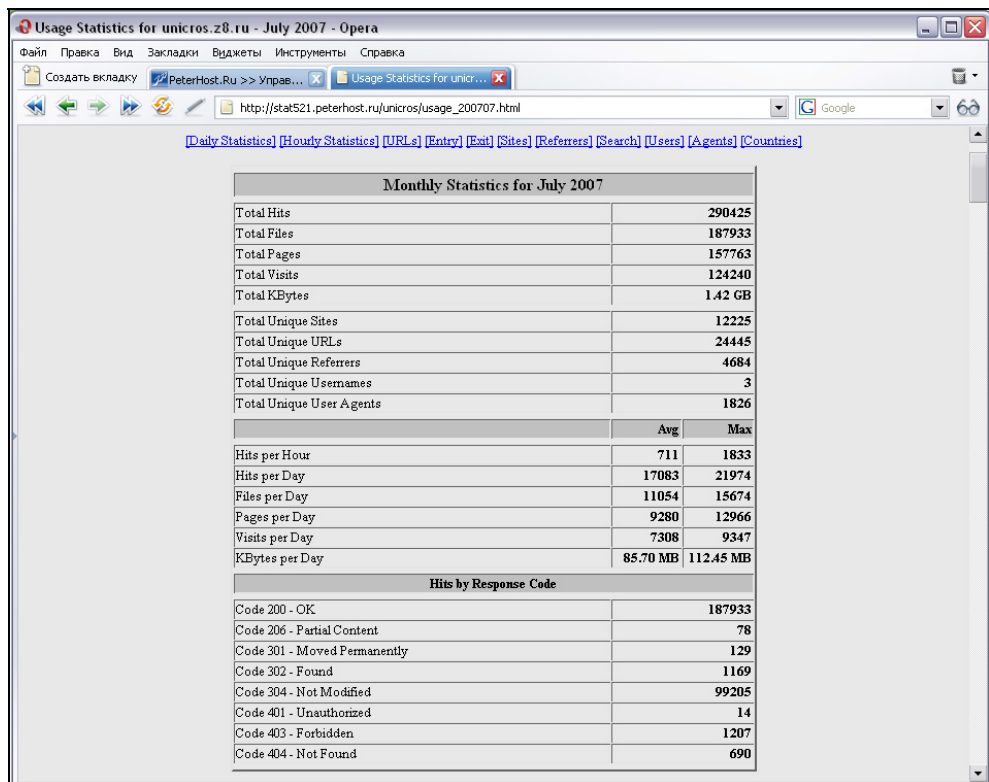 Usage Statistics for unicros.z8.ru - July 2007 - Opera
Файл Правка Вид Закладки Виджеты Инструменты Справка
Создать вкладку PeterHost.Ru >> Управ... Usage Statistics for unicr...
http://stat521.peterhost.ru/unicros/usage_200707.html G Google
[Daily Statistics] [Hourly Statistics] [URLs] [Entry] [Exit] [Sites] [Referrers] [Search] [Users] [Agents] [Countries]
Monthly Statistics for July 2007
Total Hits 290425
Total Files 187933
Total Pages 157763
Total Visits 124240
Total KBytes 1.42 GB
Total Unique Sites 12225
Total Unique URLs 24445
Total Unique Referrers 4684
Total Unique Usernames 3
Total Unique User Agents 1826
Avg Max
Hits per Hour 711 1833
Hits per Day 17083 21974
Files per Day 11054 15674
Pages per Day 9280 12966
Visits per Day 7308 9347
KBytes per Day 85.70 MB 112.45 MB
Hits by Response Code
Code 200 - OK 187933
Code 206 - Partial Content 78
Code 301 - Moved Permanently 129
Code 302 - Found 1169
Code 304 - Not Modified 99205
Code 401 - Unauthorized 14
Code 403 - Forbidden 1207
Code 404 - Not Found 690